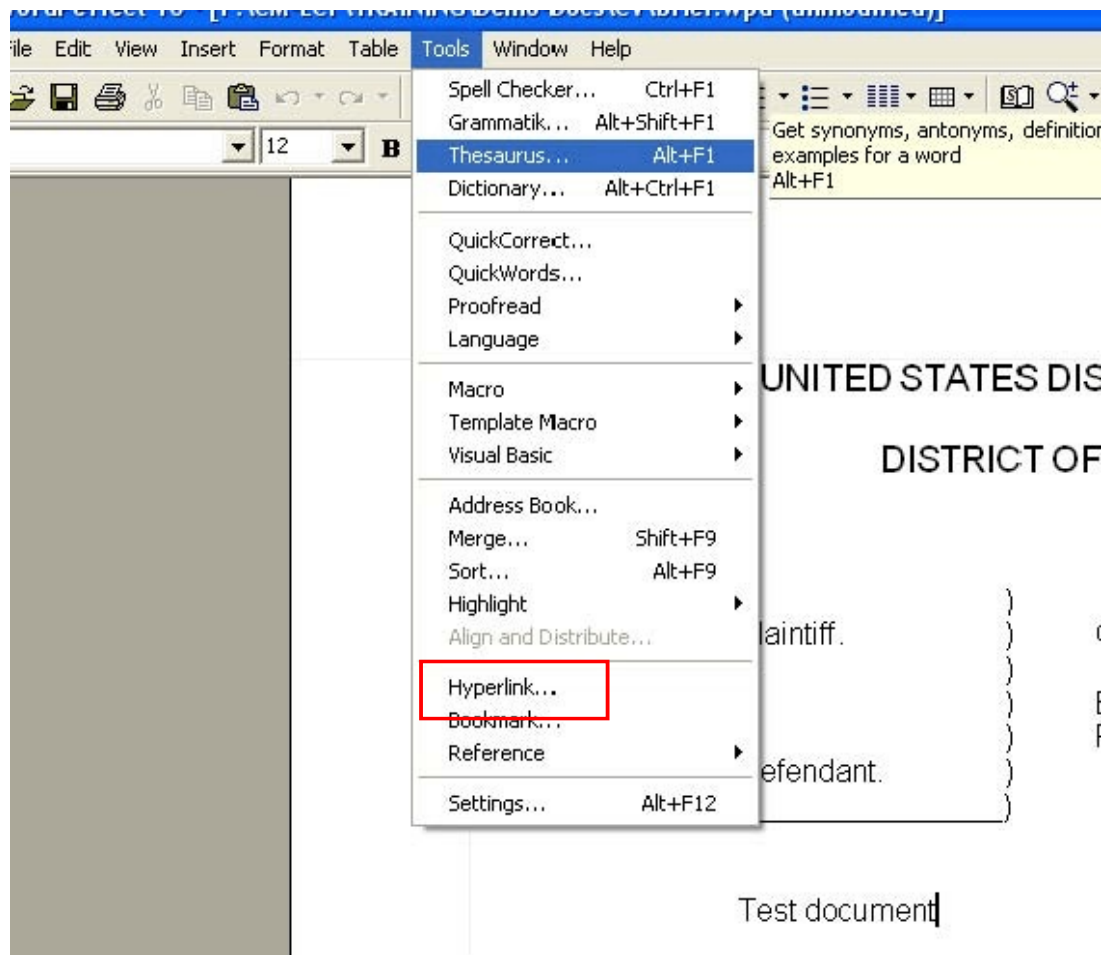 File Edit View Insert Format Table Tools Window Help
12 B
Spell Checker... Ctrl+F1
Grammatik... Alt+Shift+F1
Thesaurus... Alt+F1
Dictionary... Alt+Ctrl+F1
Get synonyms, antonyms, definition
examples for a word
Alt+F1
QuickCorrect...
QuickWords...
Proofread
Language
Macro
Template Macro
Visual Basic
Address Book...
Merge... Shift+F9
Sort... Alt+F9
Highlight
Align and Distribute...
Hyperlink...
Bookmark...
Reference
Settings... Alt+F12
UNITED STATES DIS
DISTRICT OF
laintiff. )
)
)
)
efendant. )
)
Test document